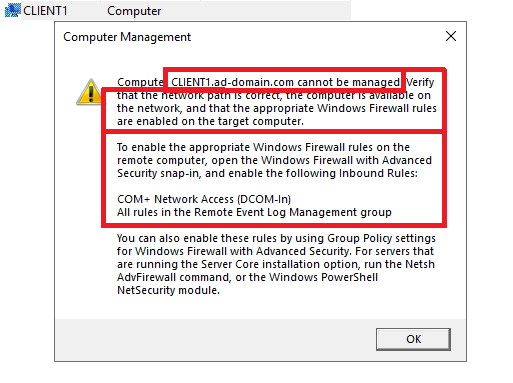 CLIENT1 Computer
Computer Management
Computer CLIENT1.ad-domain.com cannot be managed. Verify
that the network path is correct, the computer is available on
the network, and that the appropriate Windows Firewall rules
are enabled on the target computer.
To enable the appropriate Windows Firewall rules on the
remote computer, open the Windows Firewall with Advanced
Security snap-in, and enable the following Inbound Rules:
COM+ Network Access (DCOM-In)
All rules in the Remote Event Log Management group
You can also enable these rules by using Group Policy settings
for Windows Firewall with Advanced Security. For servers that
are running the Server Core installation option, run the Netsh
AdvFirewall command, or the Windows PowerShell
NetSecurity module.
OK